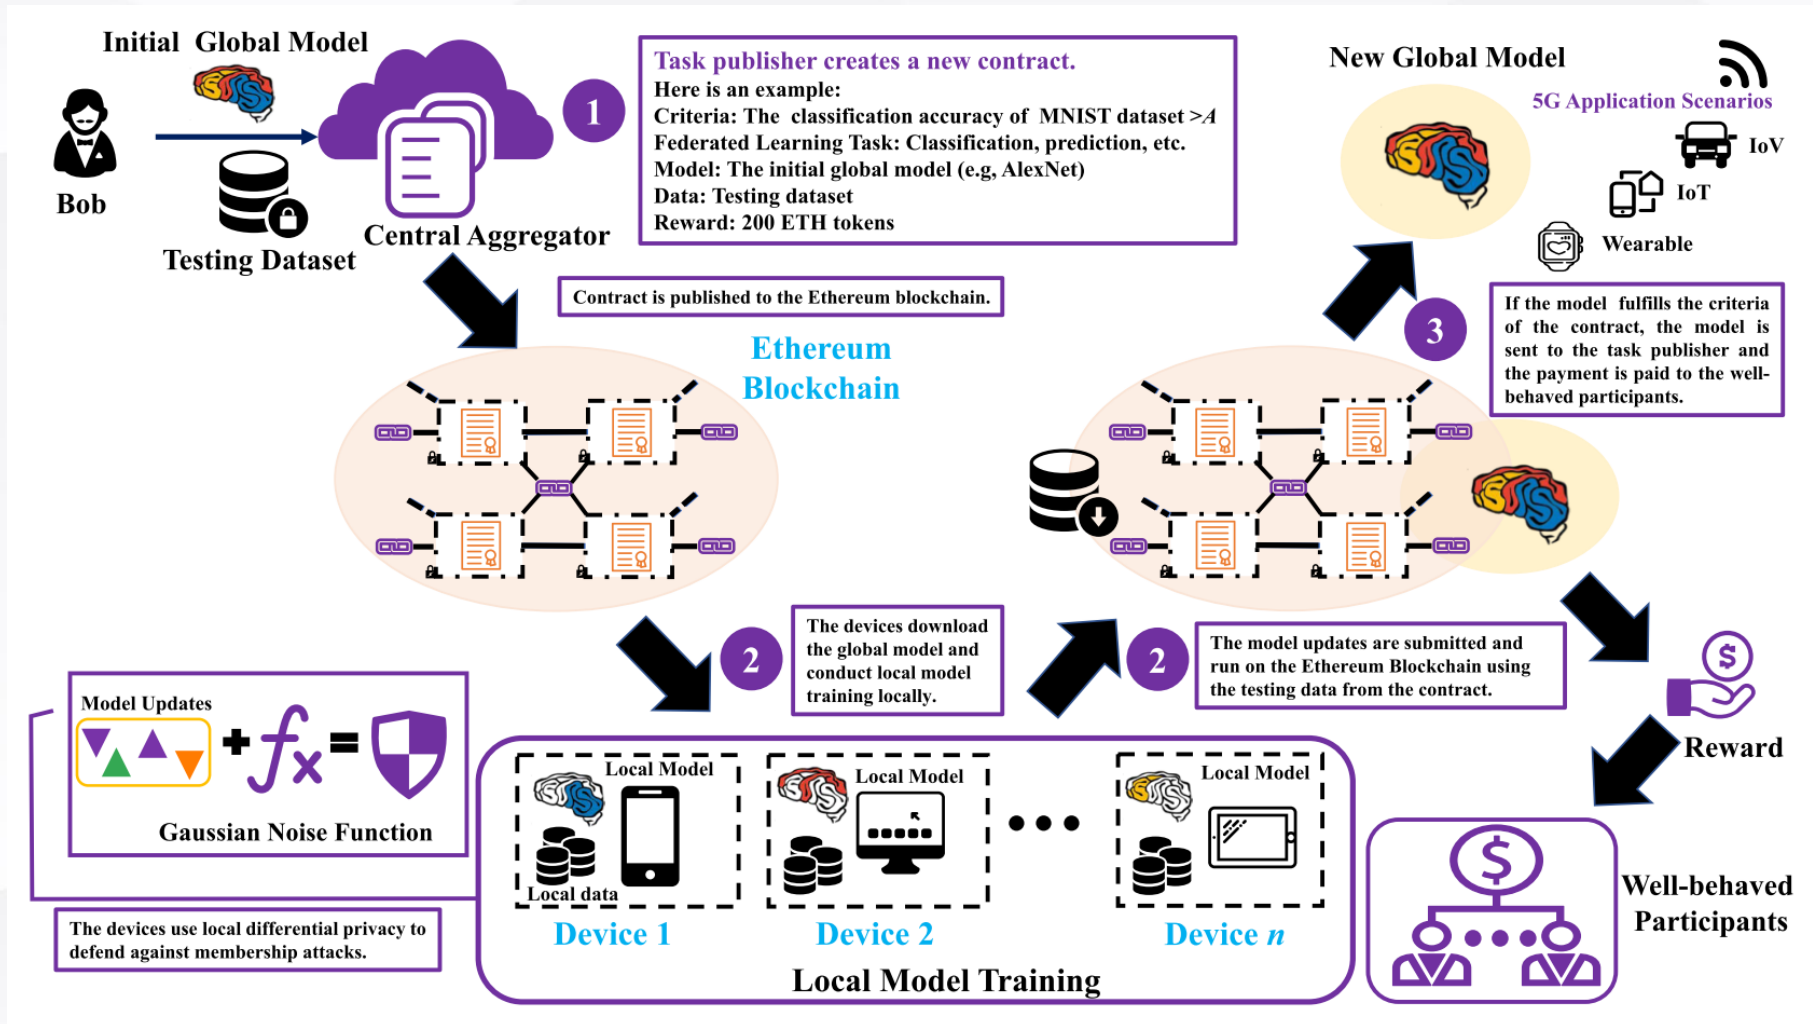 Initial Global Model
Bob
Testing Dataset
Central Aggregator
1
Task publisher creates a new contract.
Here is an example:
Criteria: The classification accuracy of MNIST dataset >A
Federated Learning Task: Classification, prediction, etc.
Model: The initial global model (e.g, AlexNet)
Data: Testing dataset
Reward: 200 ETH tokens
New Global Model
5G Application Scenarios
IoV
IoT
Wearable
Contract is published to the Ethereum blockchain.
Ethereum
Blockchain
3
If the model fulfills the criteria
of the contract, the model is
sent to the task publisher and
the payment is paid to the well-
behaved participants.
2
The devices download
the global model and
conduct local model
training locally.
2
The model updates are submitted and
run on the Ethereum Blockchain using
the testing data from the contract.
$
Reward
Model Updates
+ fx =
Gaussian Noise Function
The devices use local differential privacy to
defend against membership attacks.
Local Model
Local data
Device 1
Local Model
Device 2
Local Model
Device n
Local Model Training
$
Well-behaved
Participants